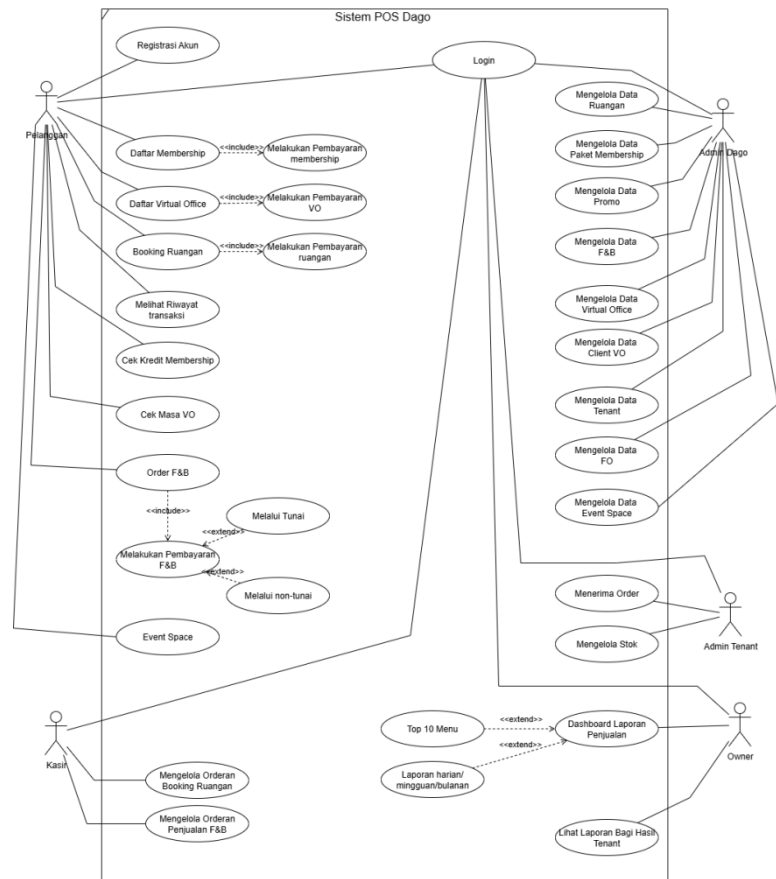 Sistem POS Dago
Registrasi Akun
Login
Pelanggan
Daftar Membership
<<include>>
Melakukan Pembayaran
membership
Daftar Virtual Office
<<include>>
Melakukan Pembayaran
VO
Booking Ruangan
<<include>>
Melakukan Pembayaran
ruangan
Melihat Riwayat
transaksi
Cek Kredit Membership
Cek Masa VO
Order F&B
<<include>>
Melakukan Pembayaran
F&B
<<extend>>
Melalui Tunai
<<extend>>
Melalui non-tunai
Event Space
Mengelola Data
Ruangan
Mengelola Data
Paket Membership
Mengelola Data
Promo
Mengelola Data
F&B
Mengelola Data
Virtual Office
Mengelola Data
Client VO
Mengelola Data
Tenant
Mengelola Data
FO
Mengelola Data
Event Space
Admin Dago
Menerima Order
Mengelola Stok
Admin Tenant
Kasir
Mengelola Orderan
Booking Ruangan
Mengelola Orderan
Penjualan F&B
Top 10 Menu
<<extend>>
Dashboard Laporan
Penjualan
<<extend>>
Laporan harian/
mingguan/bulanan
Owner
Lihat Laporan Bagi Hasil
Tenant